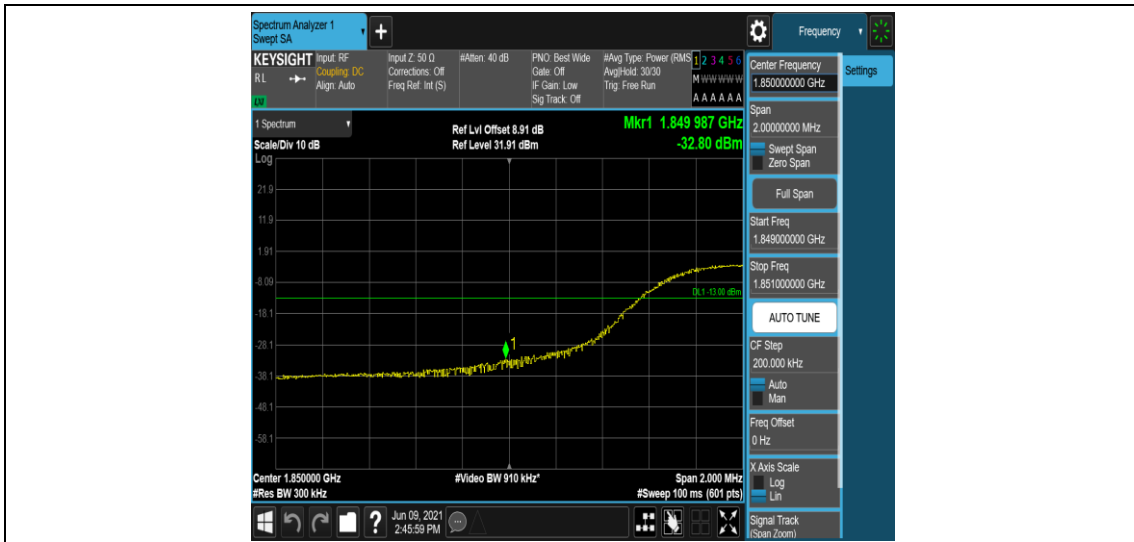 Spectrum Analyzer 1
Swept SA
+
Frequency
KEYSIGHT
RL
LXI
Input: RF
Coupling: DC
Align: Auto
Input Z: 50 Ω
Corrections: Off
Freq Ref: Int (S)
#Atten: 40 dB
PNO: Best Wide
Gate: Off
IF Gain: Low
Sig Track: Off
#Avg Type: Power (RMS
Avg|Hold: 30/30
Trig: Free Run
1 2 3 4 5 6
M W W W W W
A A A A A A
Center Frequency
1.850000000 GHz
Settings
1 Spectrum
Scale/Div 10 dB
Log
Ref Lvl Offset 8.91 dB
Ref Level 31.91 dBm
Mkr1 1.849 987 GHz
-32.80 dBm
21.9
11.9
1.91
-8.09
-18.1
-28.1
-38.1
-48.1
-58.1
DL1 -13.00 dBm
1
Center 1.850000 GHz
#Res BW 300 kHz
#Video BW 910 kHz*
Span 2.000 MHz
#Sweep 100 ms (601 pts)
Span
2.00000000 MHz
Swept Span
Zero Span
Full Span
Start Freq
1.849000000 GHz
Stop Freq
1.851000000 GHz
AUTO TUNE
CF Step
200.000 kHz
Auto
Man
Freq Offset
0 Hz
X Axis Scale
Log
Lin
Signal Track
(Span Zoom)
?
Jun 09, 2021
2:45:59 PM